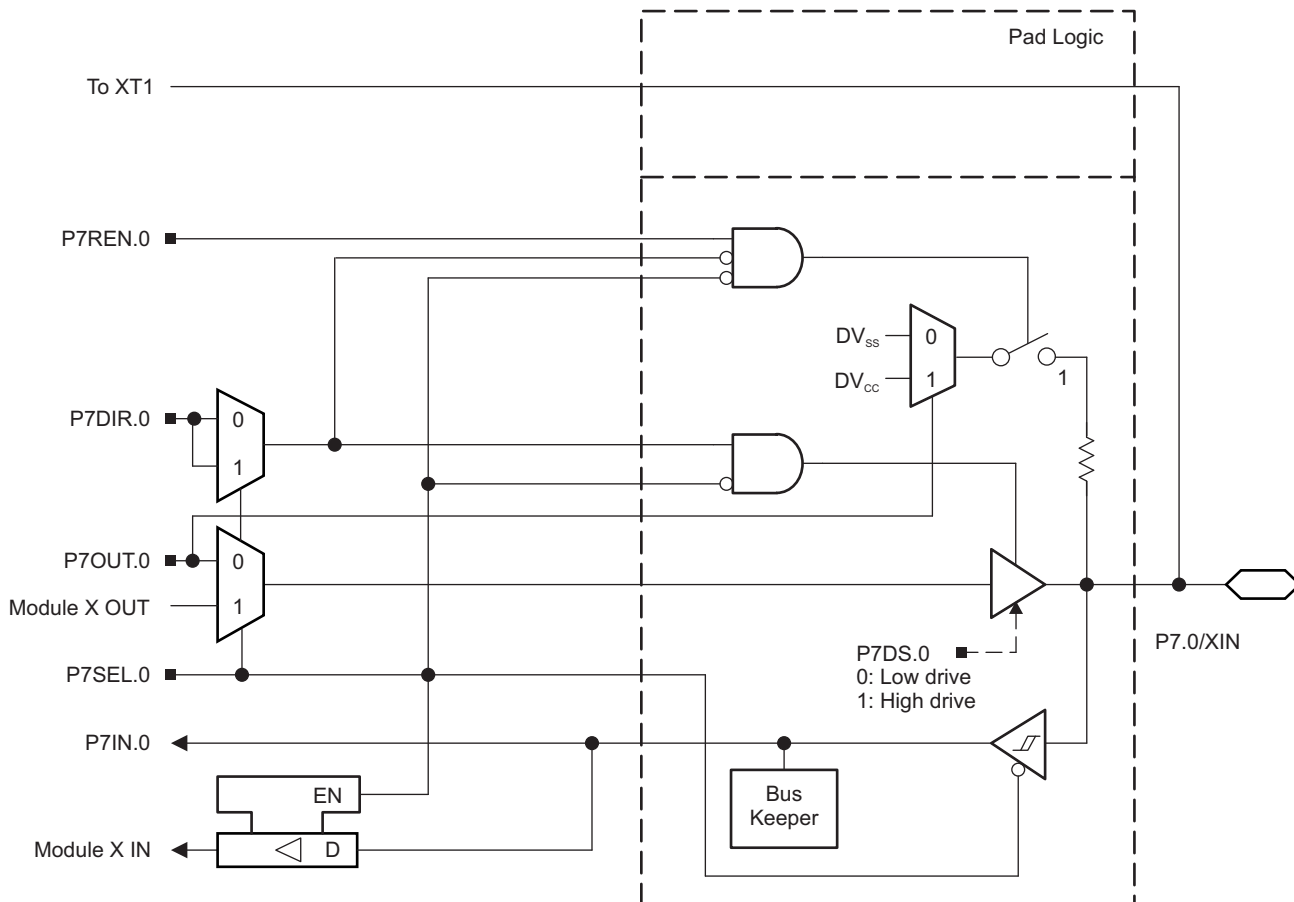 Pad Logic
To XT1
P7REN.0
DVSS
0
DVCC
1
1
P7DIR.0
0
1
P7OUT.0
0
Module X OUT
1
P7SEL.0
P7DS.0
0: Low drive
1: High drive
P7.0/XIN
P7IN.0
EN
Bus
Keeper
Module X IN
D